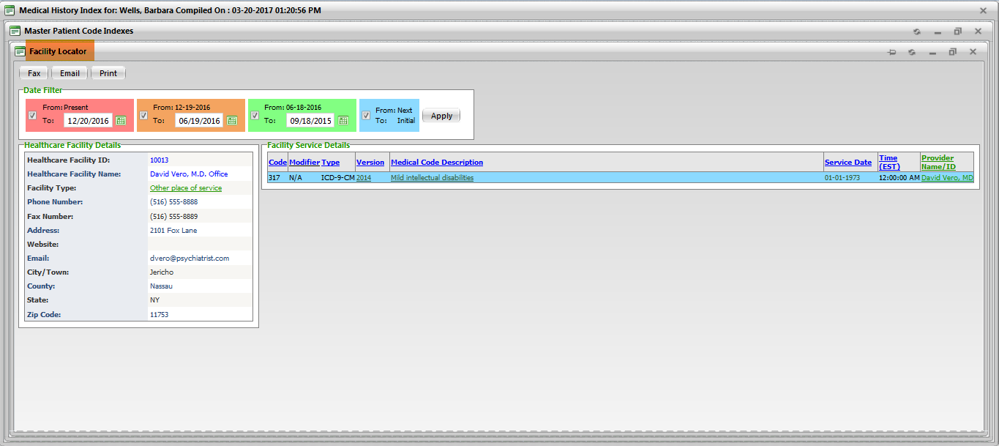 Medical History Index for: Wells, Barbara Compiled On : 03-20-2017 01:20:56 PM
Master Patient Code Indexes
Facility Locator
Fax Email Print
Date Filter
From: Present From: 12-19-2016 From: 06-18-2016 From: Next
To: 12/20/2016 To: 06/19/2016 To: 09/18/2015 To: Initial Apply
Healthcare Facility Details
Healthcare Facility ID: 10013
Healthcare Facility Name: David Vero, M.D. Office
Facility Type: Other place of service
Phone Number: (516) 555-8888
Fax Number: (516) 555-8889
Address: 2101 Fox Lane
Website:
Email: dvero@psychiatrist.com
City/Town: Jericho
County: Nassau
State: NY
Zip Code: 11753
Facility Service Details
Code Modifier Type Version Medical Code Description Service Date Time (EST) Provider Name/ID
317 N/A ICD-9-CM 2014 Mild intellectual disabilities 01-01-1973 12:00:00 AM David Vero, MD